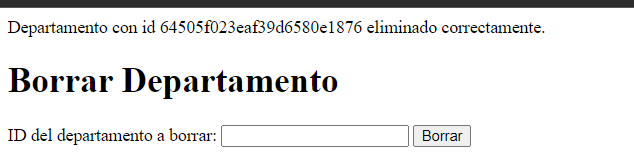 Departamento con id 64505f023eaf39d6580e1876 eliminado correctamente.
Borrar Departamento
ID del departamento a borrar: Borrar